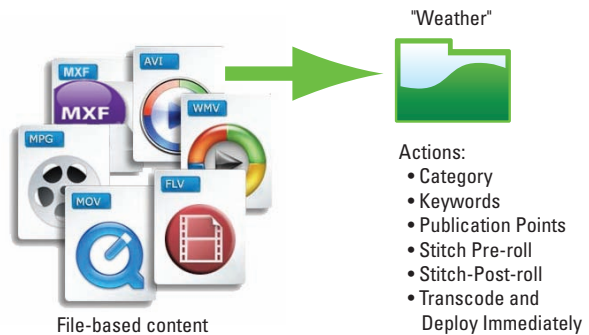 "Weather"
MXF
MXF
AVI
WMV
MPG
MOV
FLV
File-based content
Actions:
• Category
• Keywords
• Publication Points
• Stitch Pre-roll
• Stitch-Post-roll
• Transcode and
Deploy Immediately